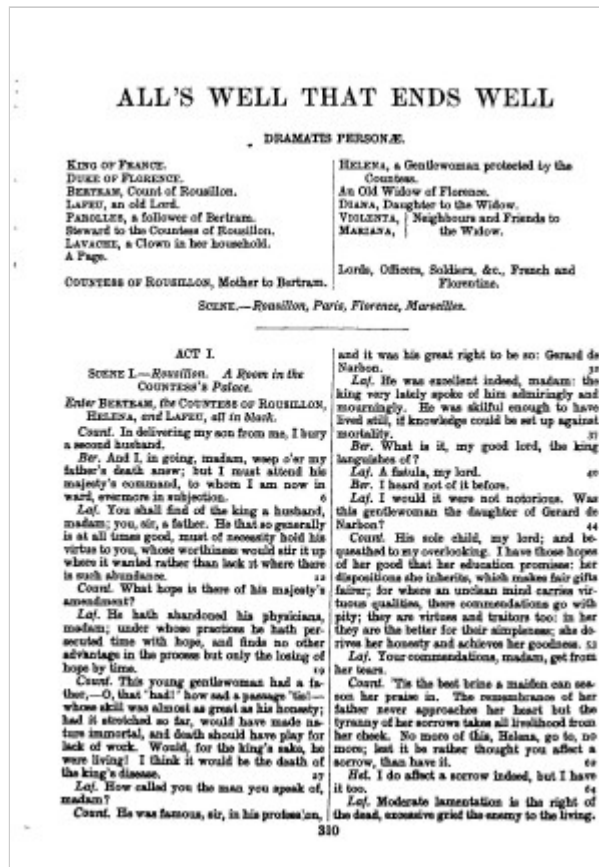 ALL'S WELL THAT ENDS WELL
DRAMATIS PERSONÆ.
KING OF FRANCE.
DUKE OF FLORENCE.
BERTRAM, Count of Rousillon.
LAFEU, an old Lord.
PAROLLES, a follower of Bertram.
Steward to the Countess of Rousillon.
LAVACHE, a Clown in her household.
A Page.
COUNTESS OF ROUSILLON, Mother to Bertram.
HELENA, a Gentlewoman protected by the
Countess.
An Old Widow of Florence.
DIANA, Daughter to the Widow.
VIOLENTA, } Neighbours and Friends to
MARIANA, } the Widow.
Lords, Officers, Soldiers, &c., French and
Florentine.
SCENE.—Rousillon, Paris, Florence, Marseilles.
ACT I.
SCENE I.—Rousillon. A Room in the
COUNTESS'S Palace.
Enter BERTRAM, the COUNTESS OF ROUSILLON,
HELENA, and LAFEU, all in black.
Count. In delivering my son from me, I bury
a second husband.
Ber. And I, in going, madam, weep o'er my
father's death anew; but I must attend his
majesty's command, to whom I am now in
ward, evermore in subjection. 6
Laf. You shall find of the king a husband,
madam; you, sir, a father. He that so generally
is at all times good, must of necessity hold his
virtue to you, whose worthiness would stir it up
where it wanted rather than lack it where there
is such abundance. 12
Count. What hope is there of his majesty's
amendment?
Laf. He hath abandoned his physicians,
madam; under whose practices he hath per-
secuted time with hope, and finds no other
advantage in the process but only the losing of
hope by time. 19
Count. This young gentlewoman had a fa-
ther,—O, that 'had!' how sad a passage 'tis!—
whose skill was almost as great as his honesty;
had it stretched so far, would have made na-
ture immortal, and death should have play for
lack of work. Would, for the king's sake, he
were living! I think it would be the death of
the king's disease. 27
Laf. How called you the man you speak of,
madam?
Count. He was famous, sir, in his profession,
and it was his great right to be so: Gerard de
Narbon. 32
Laf. He was excellent indeed, madam: the
king very lately spoke of him admiringly and
mourningly. He was skilful enough to have
lived still, if knowledge could be set up against
mortality. 37
Ber. What is it, my good lord, the king
languishes of?
Laf. A fistula, my lord. 40
Ber. I heard not of it before.
Laf. I would it were not notorious. Was
this gentlewoman the daughter of Gerard de
Narbon? 44
Count. His sole child, my lord; and be-
queathed to my overlooking. I have those hopes
of her good that her education promises: her
dispositions she inherits, which makes fair gifts
fairer; for where an unclean mind carries vir-
tuous qualities, there commendations go with
pity; they are virtues and traitors too: in her
they are the better for their simpleness; she de-
rives her honesty and achieves her goodness. 53
Laf. Your commendations, madam, get from
her tears.
Count. 'Tis the best brine a maiden can sea-
son her praise in. The remembrance of her
father never approaches her heart but the
tyranny of her sorrows takes all livelihood from
her cheek. No more of this, Helena, go to, no
more; lest it be rather thought you affect a
sorrow, than have it. 62
Hel. I do affect a sorrow indeed, but I have
it too. 64
Laf. Moderate lamentation is the right of
the dead, excessive grief the enemy to the living.
310